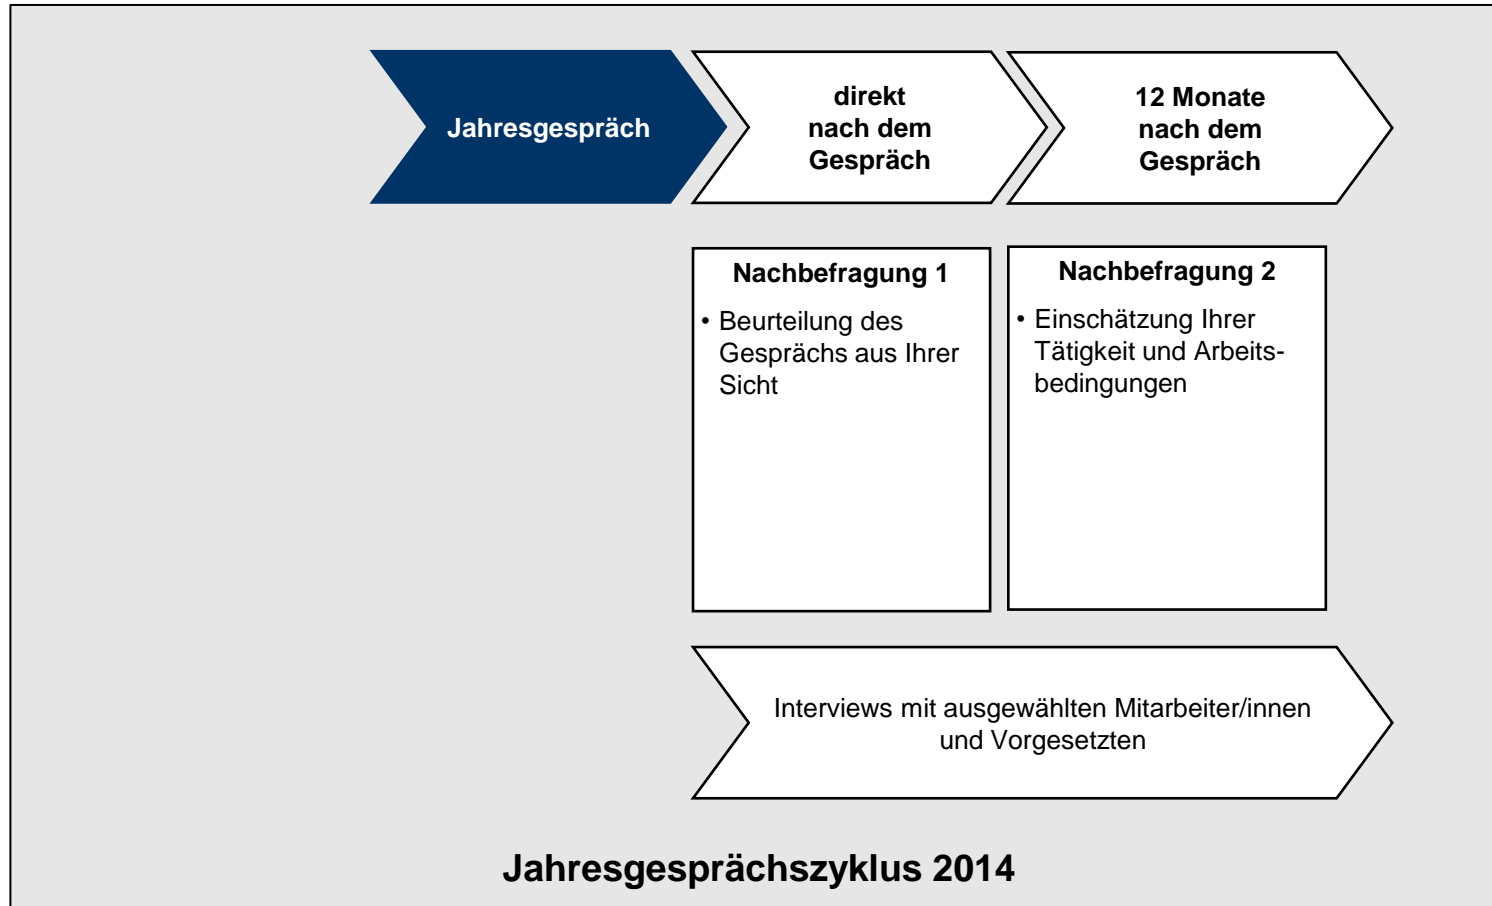 Jahresgespräch
direkt
nach dem
Gespräch
12 Monate
nach dem
Gespräch
Nachbefragung 1
• Beurteilung des
Gesprächs aus Ihrer
Sicht
Nachbefragung 2
• Einschätzung Ihrer
Tätigkeit und Arbeits-
bedingungen
Interviews mit ausgewählten Mitarbeiter/innen
und Vorgesetzten
Jahresgesprächszyklus 2014